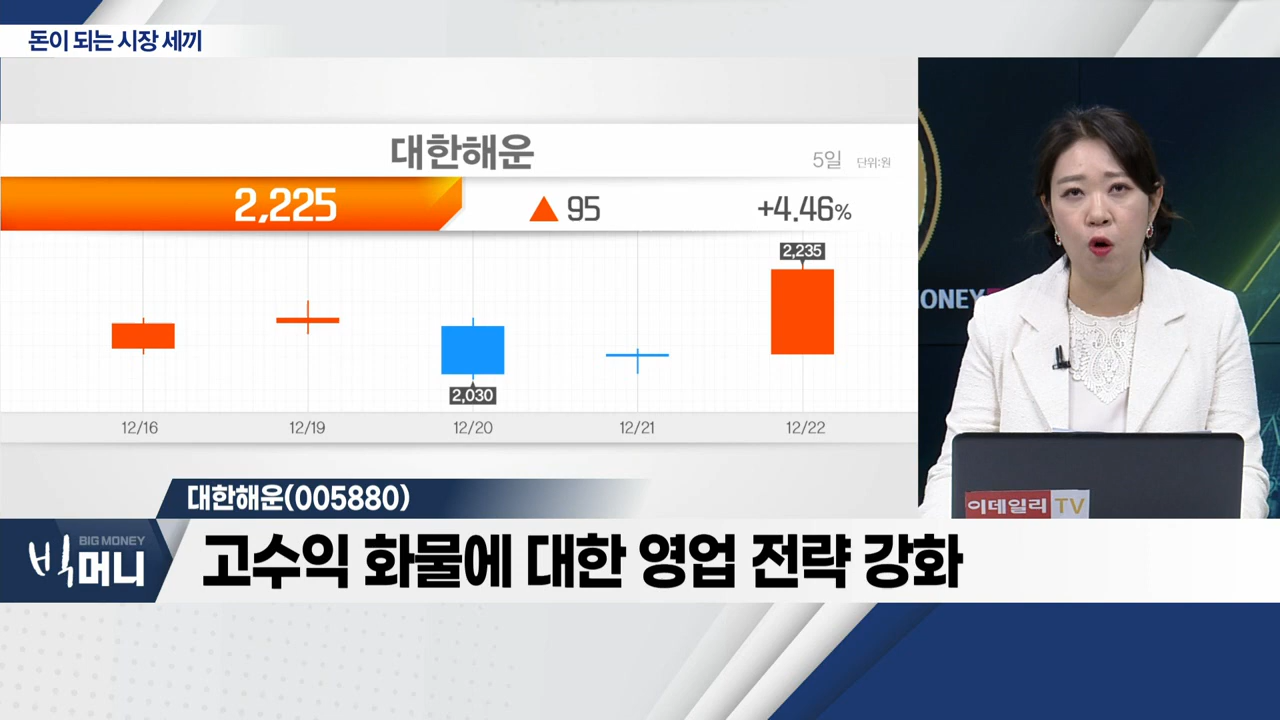 돈이 되는 시장 세끼
대한해운
5일 단위:원
2,225 ▲ 95 +4.46%
2,235
2,030
12/16 12/19 12/20 12/21 12/22
ONEY
이데일리 TV
대한해운(005880)
BIG MONEY
빅머니
고수익 화물에 대한 영업 전략 강화